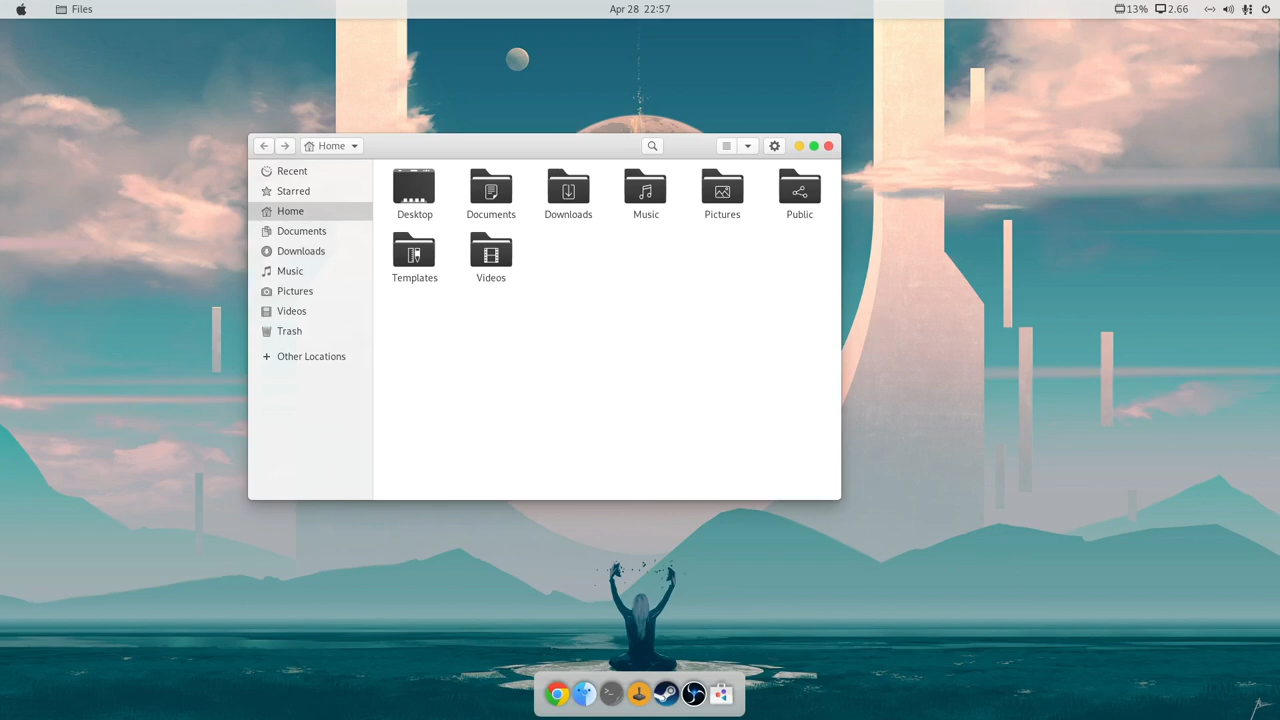 Files
Apr 28 22:57
13%
2.66
Home
Recent
Starred
Home
Documents
Downloads
Music
Pictures
Videos
Trash
Other Locations
Desktop
Documents
Downloads
Music
Pictures
Public
Templates
Videos